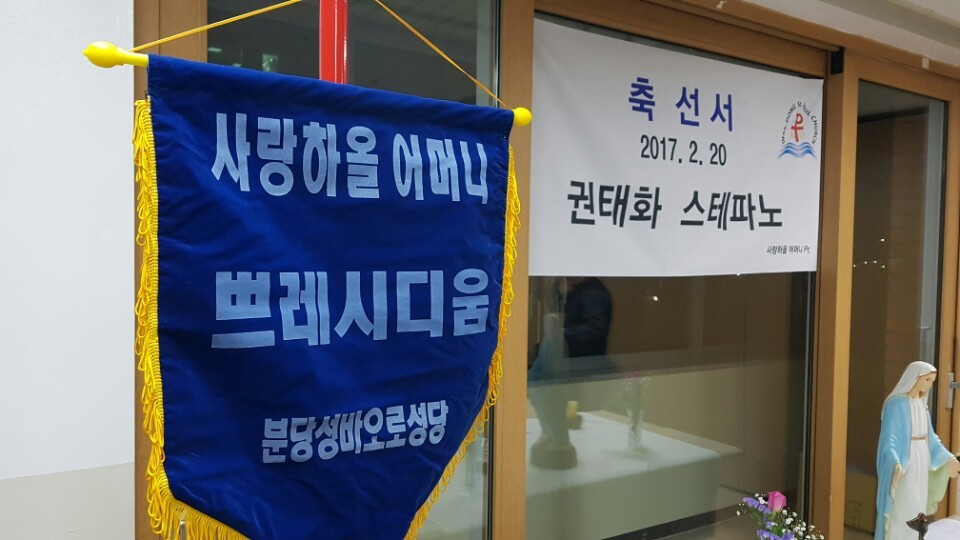 사랑하올 어머니
쁘레시디움
분당성바오로성당
축 선서
2017. 2. 20
권태화 스테파노
사랑하올 어머니 Pr.